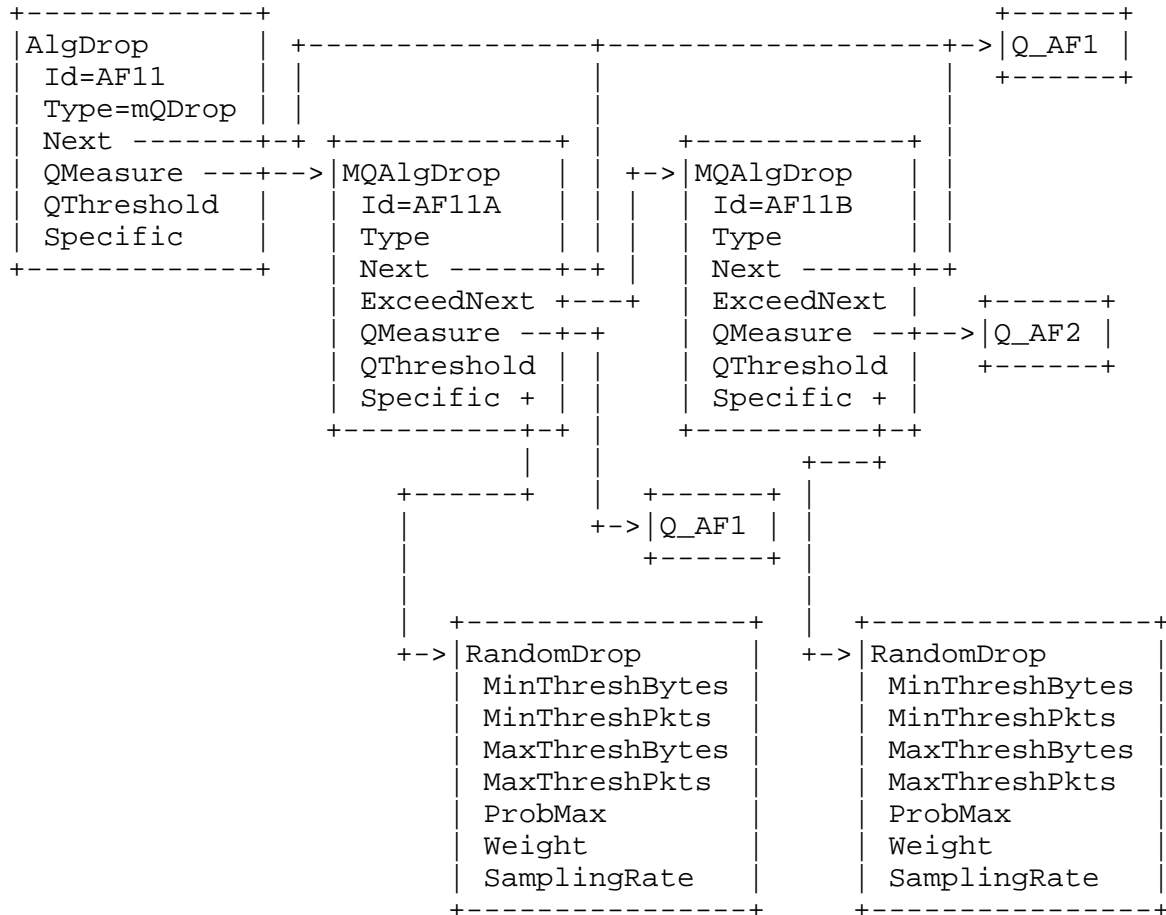 AlgDrop
Q_AF1
Id=AF11
Type=mQDrop
Next
QMeasure
MQAlgDrop
MQAlgDrop
QThreshold
Id=AF11A
Id=AF11B
Specific
Type
Type
Next
Next
ExceedNext
ExceedNext
QMeasure
QMeasure
Q_AF2
QThreshold
QThreshold
Specific
Specific
Q_AF1
RandomDrop
RandomDrop
MinThreshBytes
MinThreshBytes
MinThreshPkts
MinThreshPkts
MaxThreshBytes
MaxThreshBytes
MaxThreshPkts
MaxThreshPkts
ProbMax
ProbMax
Weight
Weight
SamplingRate
SamplingRate